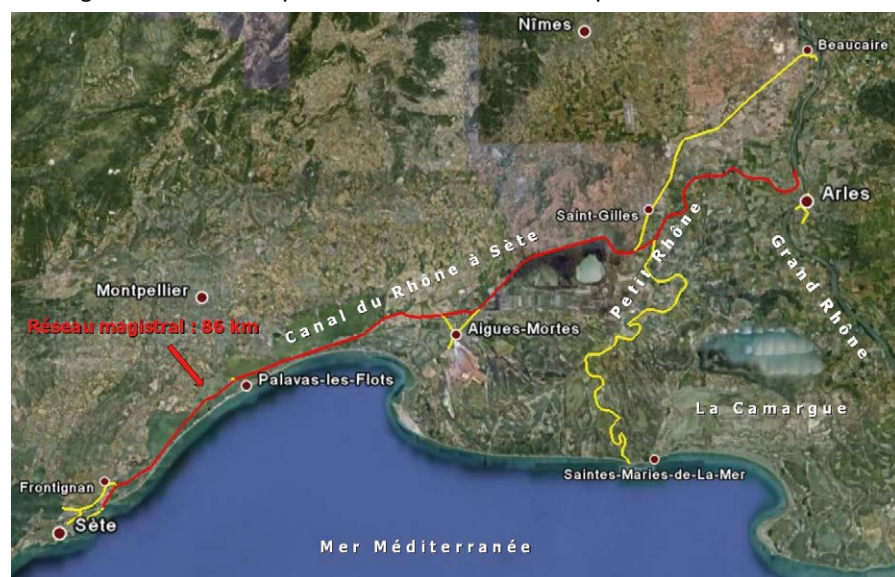 Nîmes
Beaucaire
Saint-Gilles
Arles
Petit Rhône
Grand Rhône
Canal du Rhône à Sète
Montpellier
Réseau magistral : 86 km
Aigues-Mortes
Palavas-les-Flots
La Camargue
Frontignan
Saintes-Maries-de-La-Mer
Sète
Mer Méditerranée